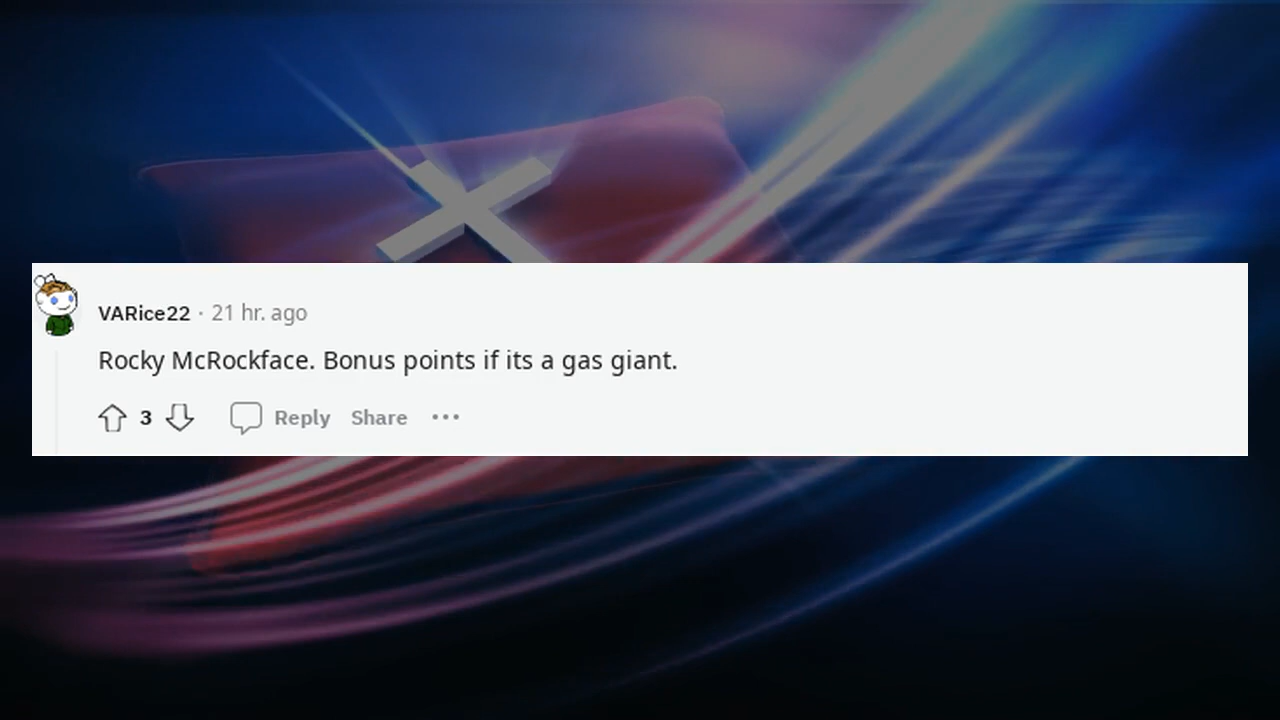 VARice22 · 21 hr. ago
Rocky McRockface. Bonus points if its a gas giant.
3 Reply Share ...